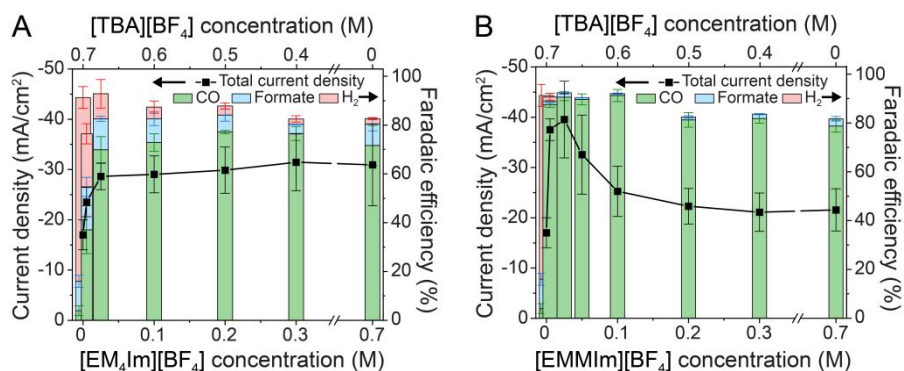 A
[TBA][BF₄] concentration (M)
0.7 0.6 0.5 0.4 0
-50 -40 -30 -20 -10 0
Current density (mA/cm²)
Total current density
CO Formate H₂
100 80 60 40 20 0
Faradaic efficiency (%)
0 0.1 0.2 0.3 0.7
[EM₄Im][BF₄] concentration (M)
B
[TBA][BF₄] concentration (M)
0.7 0.6 0.5 0.4 0
-50 -40 -30 -20 -10 0
Current density (mA/cm²)
Total current density
CO Formate H₂
100 80 60 40 20 0
Faradaic efficiency (%)
0 0.1 0.2 0.3 0.7
[EMMIm][BF₄] concentration (M)